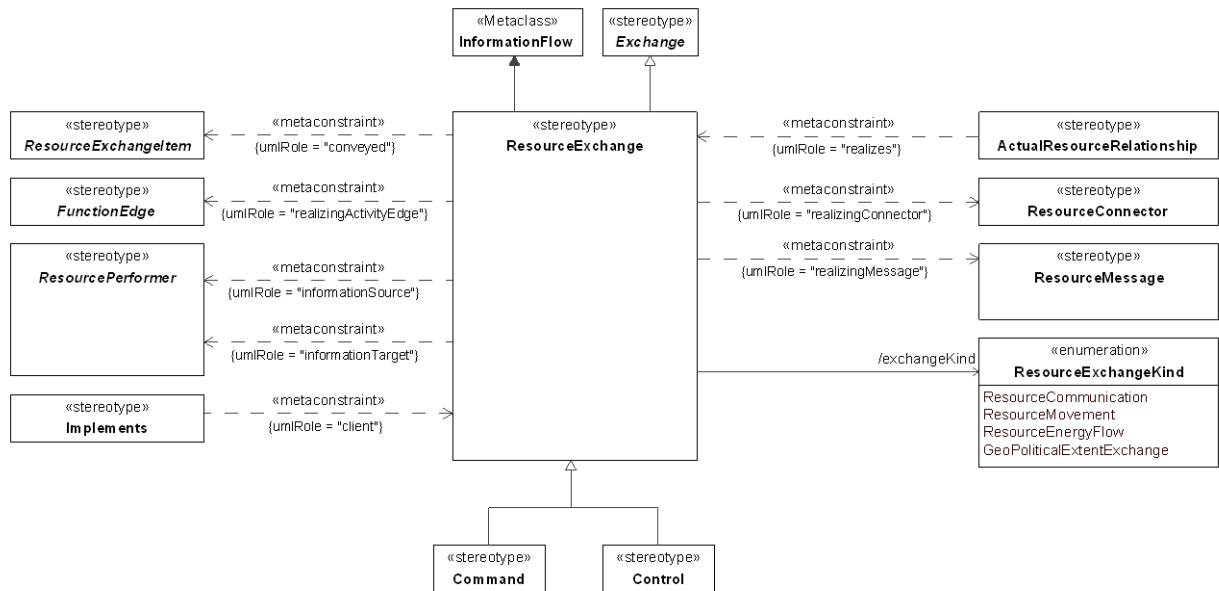 «Metaclass»
InformationFlow
«stereotype»
Exchange
«stereotype»
ResourceExchangeItem
«metaconstraint»
{umlRole = "conveyed"}
«stereotype»
ResourceExchange
«metaconstraint»
{umlRole = "realizes"}
«stereotype»
ActualResourceRelationship
«stereotype»
FunctionEdge
«metaconstraint»
{umlRole = "realizingActivityEdge"}
«metaconstraint»
{umlRole = "realizingConnector"}
«stereotype»
ResourceConnector
«stereotype»
ResourcePerformer
«metaconstraint»
{umlRole = "informationSource"}
«metaconstraint»
{umlRole = "realizingMessage"}
«stereotype»
ResourceMessage
«metaconstraint»
{umlRole = "informationTarget"}
/exchangeKind
«enumeration»
ResourceExchangeKind
ResourceCommunication
ResourceMovement
ResourceEnergyFlow
GeoPoliticalExtentExchange
«stereotype»
Implements
«metaconstraint»
{umlRole = "client"}
«stereotype»
Command
«stereotype»
Control